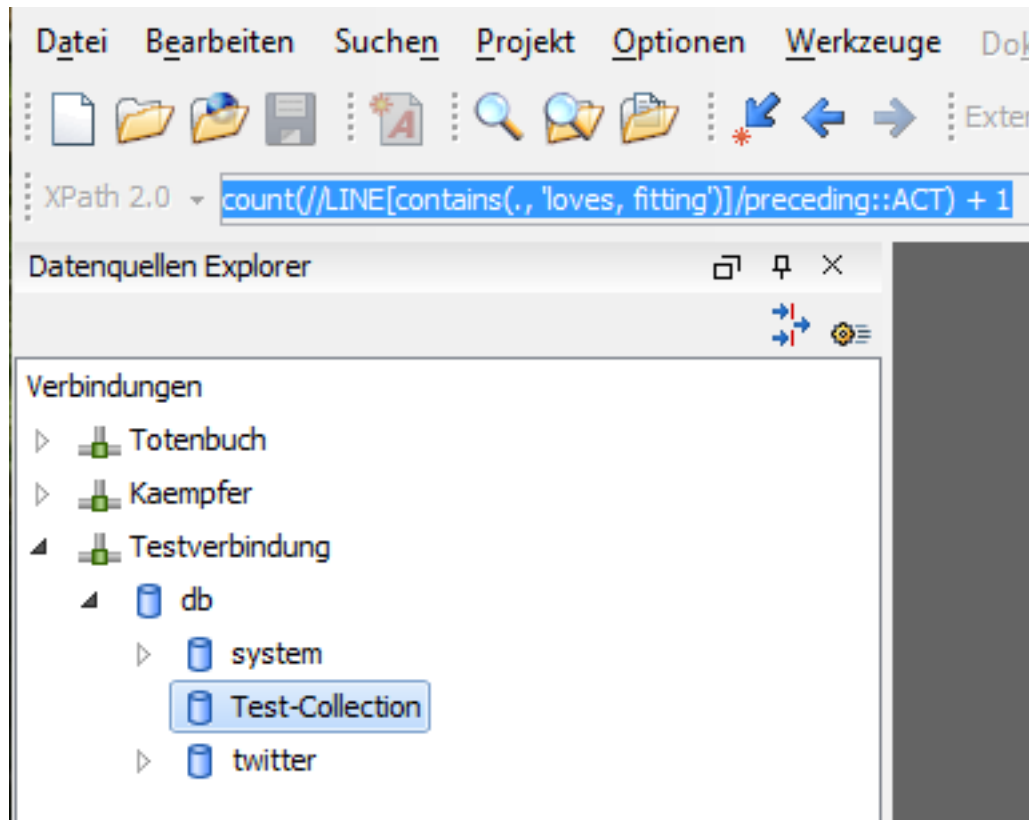 Datei Bearbeiten Suchen Projekt Optionen Werkzeuge
Exter
XPath 2.0 count(//LINE[contains(., 'loves, fitting')]/preceding::ACT) + 1
Datenquellen Explorer
Verbindungen
Totenbuch
Kaempfer
Testverbindung
db
system
Test-Collection
twitter